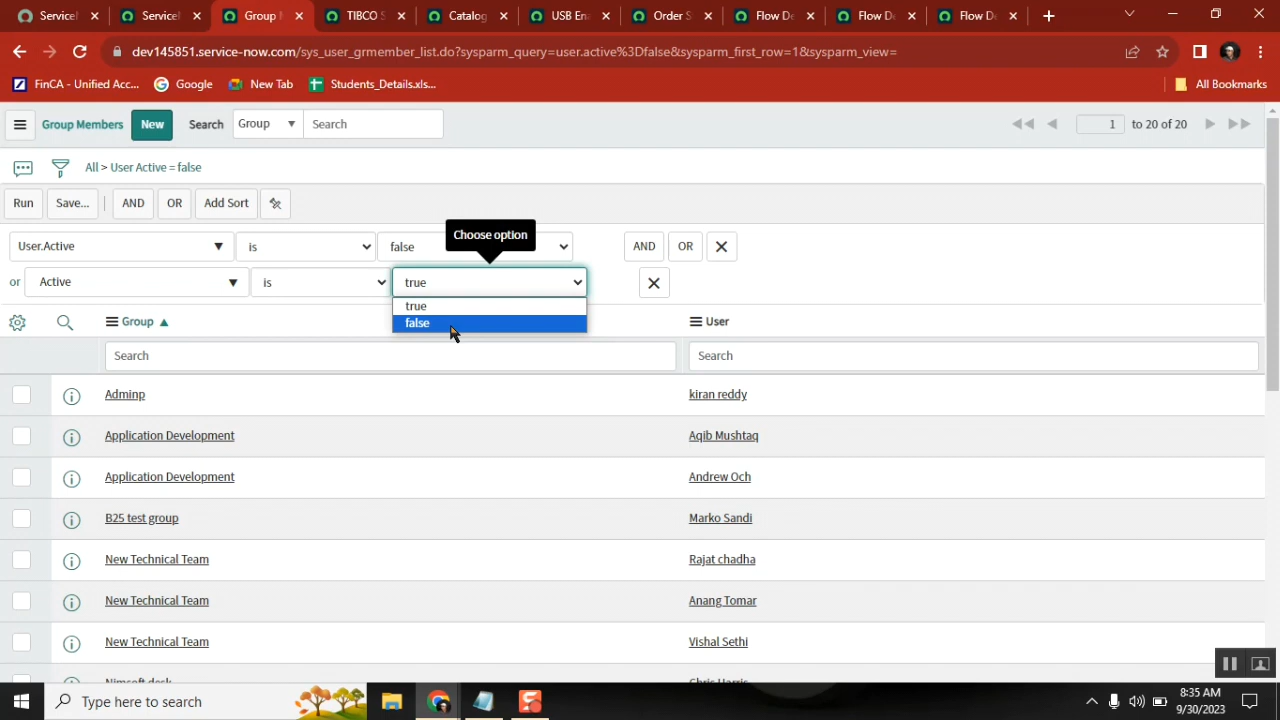 Service
Service
Group M
TIBCO S
Catalog
USB Ena
Order S
Flow De
Flow De
Flow De
dev145851.service-now.com/sys_user_grmember_list.do?sysparm_query=user.active%3Dfalse&sysparm_first_row=1&sysparm_view=
FinCA - Unified Acc...
Google
New Tab
Students_Details.xls...
All Bookmarks
Group Members
New
Search
Group
Search
1
to 20 of 20
All > User Active = false
Run
Save...
AND
OR
Add Sort
Choose option
User.Active
is
false
AND
OR
or
Active
is
true
true
false
Group
User
Search
Search
Adminp
kiran reddy
Application Development
Aqib Mushtaq
Application Development
Andrew Och
B25 test group
Marko Sandi
New Technical Team
Rajat chadha
New Technical Team
Anang Tomar
New Technical Team
Vishal Sethi
Nimsoft desk
Chris Harris
Type here to search
8:35 AM
9/30/2023